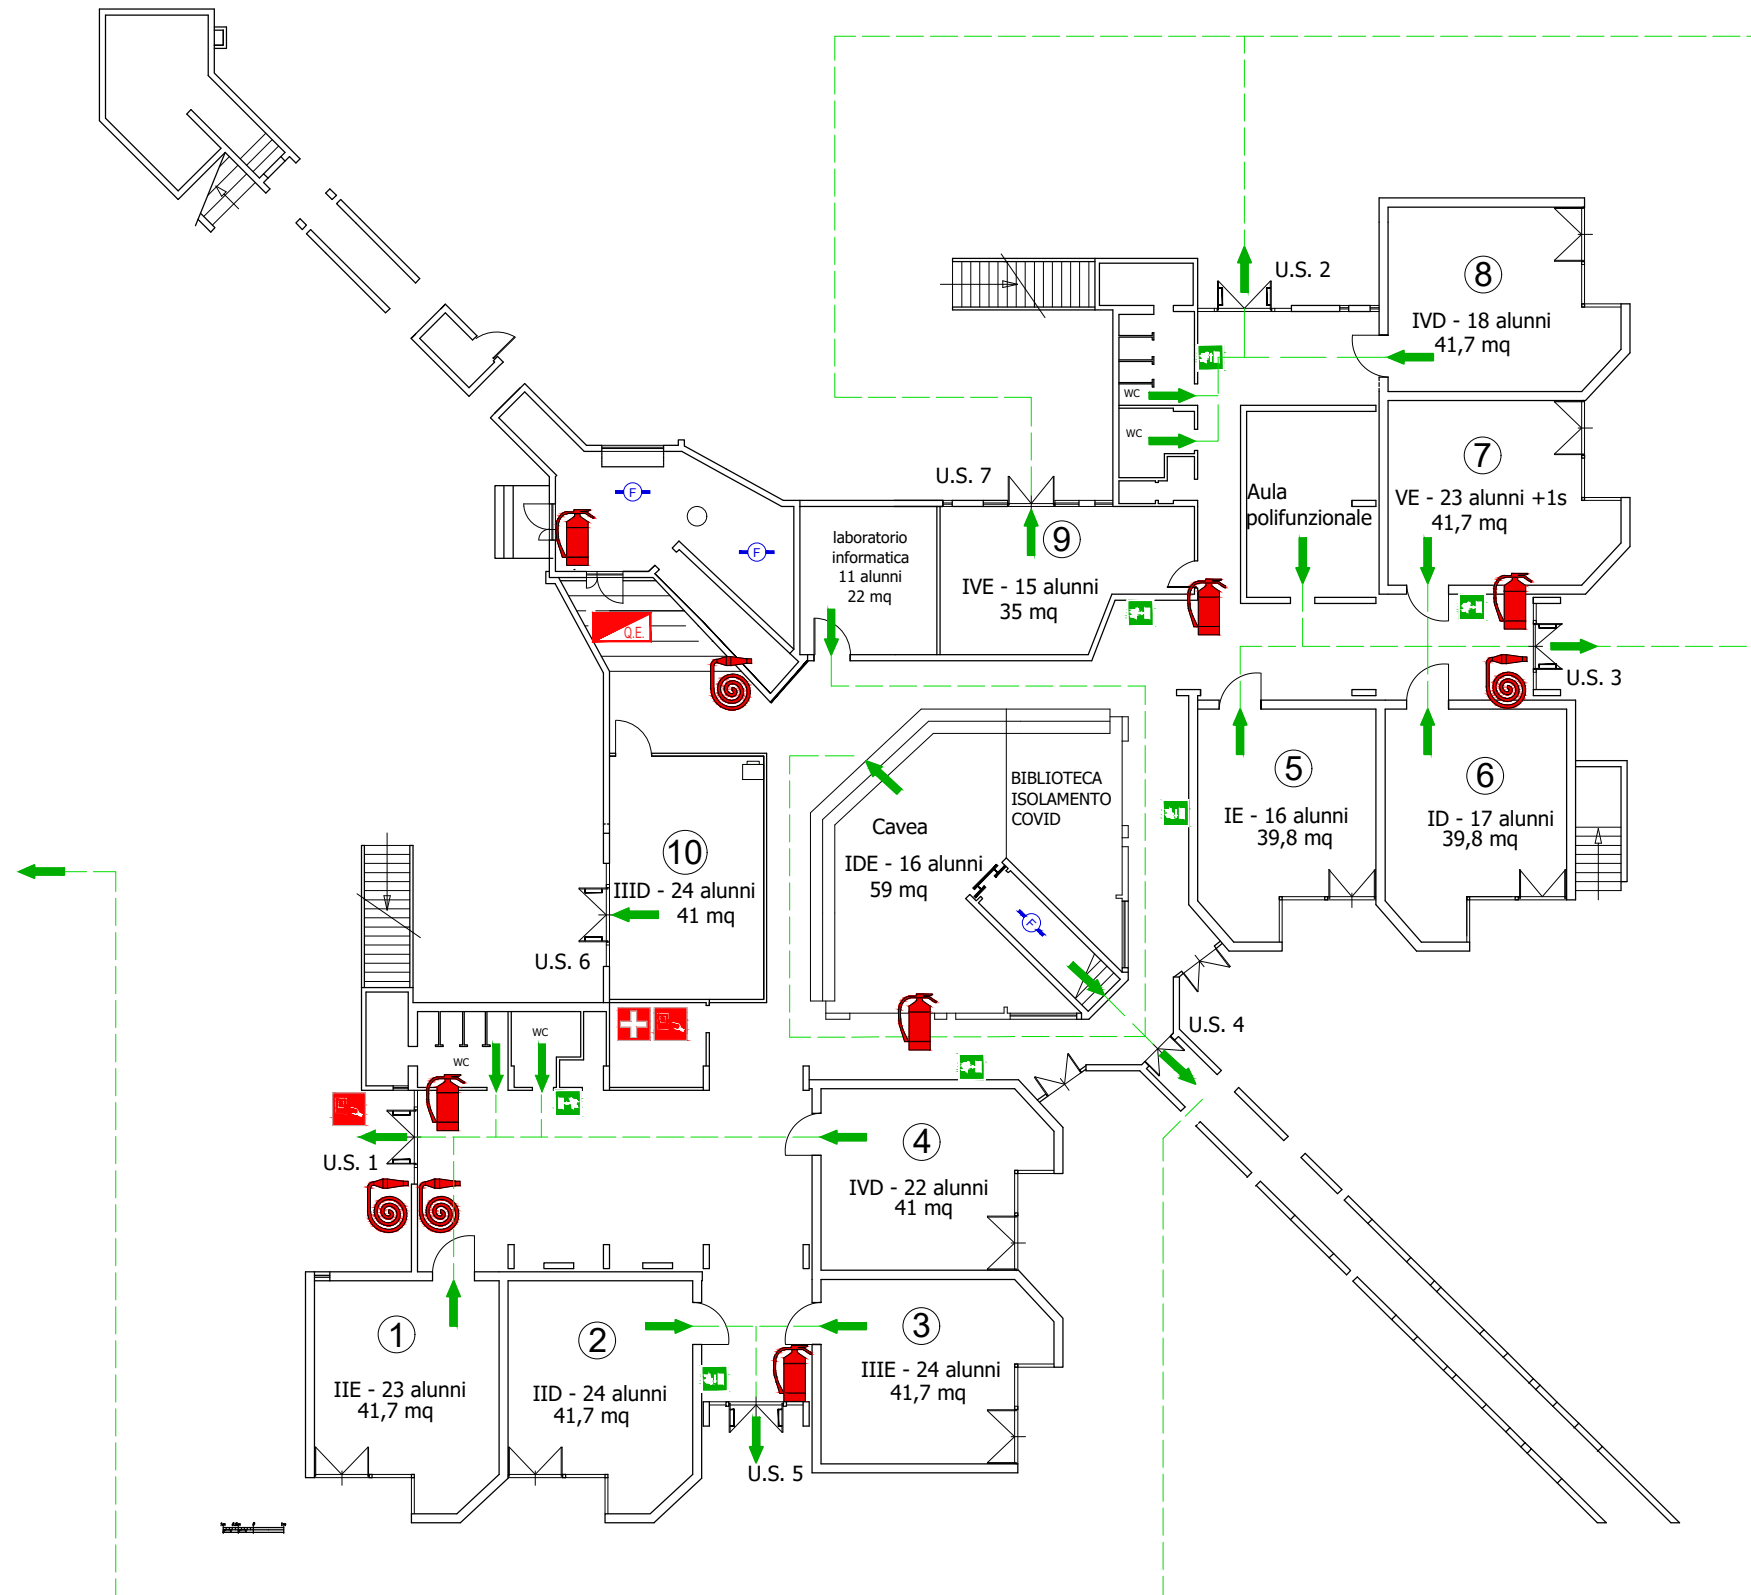 U.S. 2
8
IVD - 18 alunni
41,7 mq
WC
WC
U.S. 7
7
VE - 23 alunni +1s
41,7 mq
Aula
polifunzionale
F
F
laboratorio
informatica
11 alunni
22 mq
9
IVE - 15 alunni
35 mq
Q.E.
U.S. 3
5
IE - 16 alunni
39,8 mq
6
ID - 17 alunni
39,8 mq
BIBLIOTECA
ISOLAMENTO
COVID
Cavea
IDE - 16 alunni
59 mq
F
10
IIID - 24 alunni
41 mq
U.S. 6
U.S. 4
WC
WC
U.S. 1
4
IVD - 22 alunni
41 mq
1
IIE - 23 alunni
41,7 mq
2
IID - 24 alunni
41,7 mq
3
IIIE - 24 alunni
41,7 mq
U.S. 5